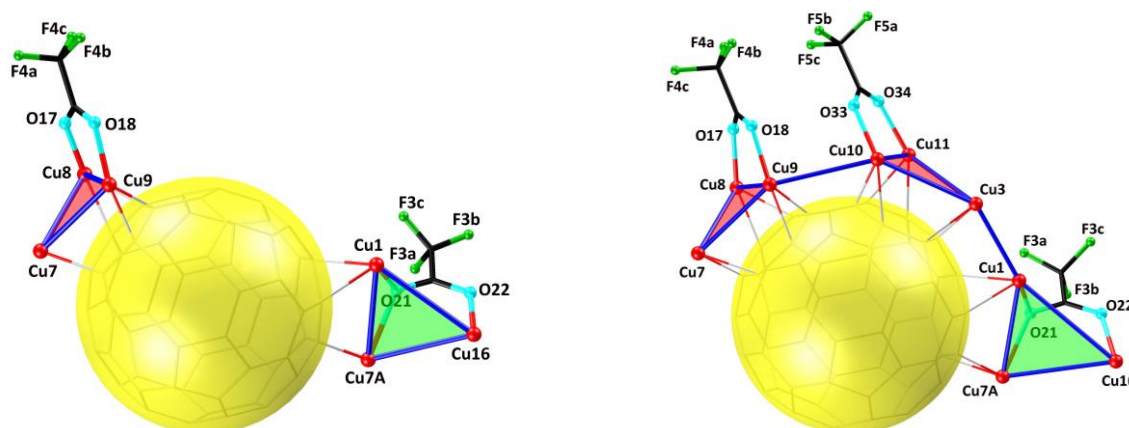 F4c
F4b
F4a
O17
O18
Cu8
Cu9
Cu7
F3c
F3b
Cu1
F3a
O21
O22
Cu16
Cu7A
F4a
F4b
F4c
F5b
F5a
F5c
O34
O33
O17
O18
Cu10
Cu11
Cu8
Cu9
Cu3
Cu7
F3a
F3c
Cu1
F3b
O22
O21
Cu7A
Cu16